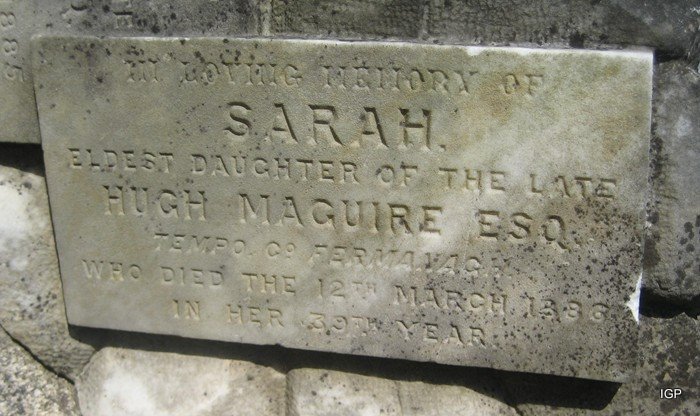 In Loving Memory of
SARAH.
ELDEST DAUGHTER OF THE LATE
HUGH MAGUIRE ESQ.
TEMPO, CO FERMANAGH.
WHO DIED THE 12TH MARCH 1886
IN HER 39TH YEAR.
IGP